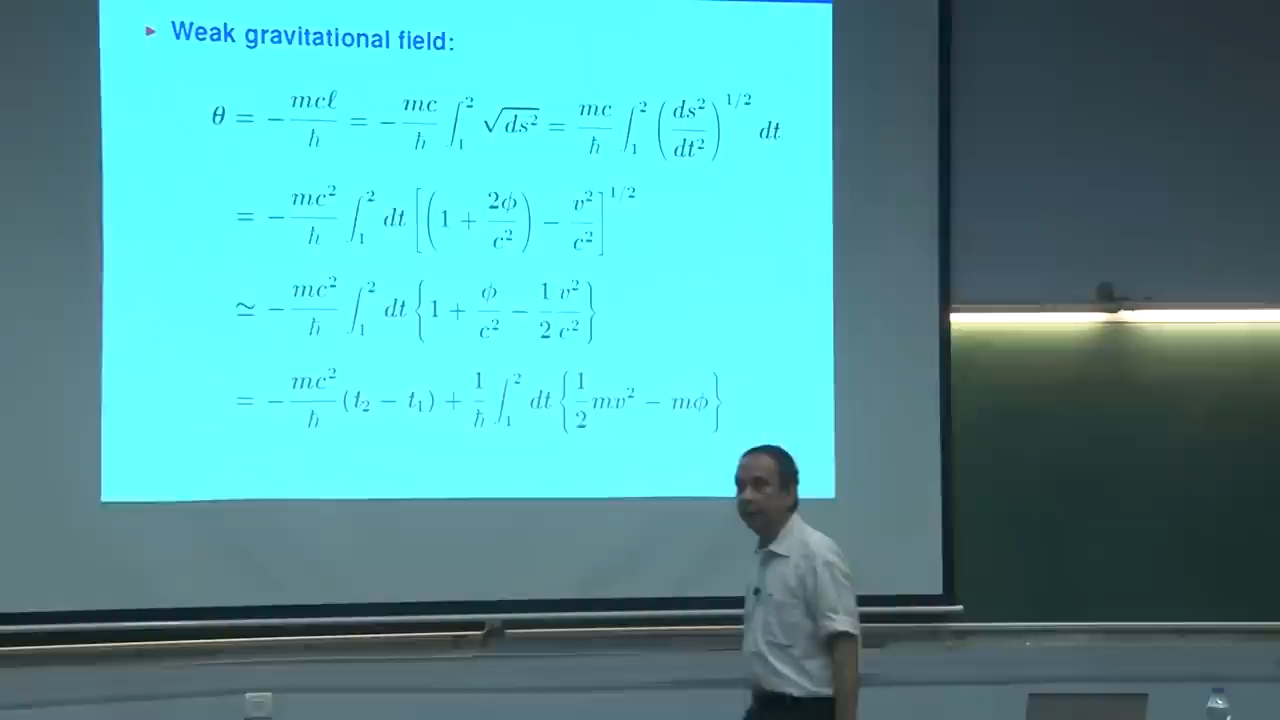 Weak gravitational field:
θ = − mcℓ/ħ = − mc/ħ ∫₁² √ds² = mc/ħ ∫₁² (ds²/dt²)^1/2 dt
= − mc²/ħ ∫₁² dt [(1 + 2ϕ/c²) − v²/c²]^1/2
≃ − mc²/ħ ∫₁² dt {1 + ϕ/c² − 1/2 v²/c²}
= − mc²/ħ (t₂ − t₁) + 1/ħ ∫₁² dt {1/2 mv² − mϕ}